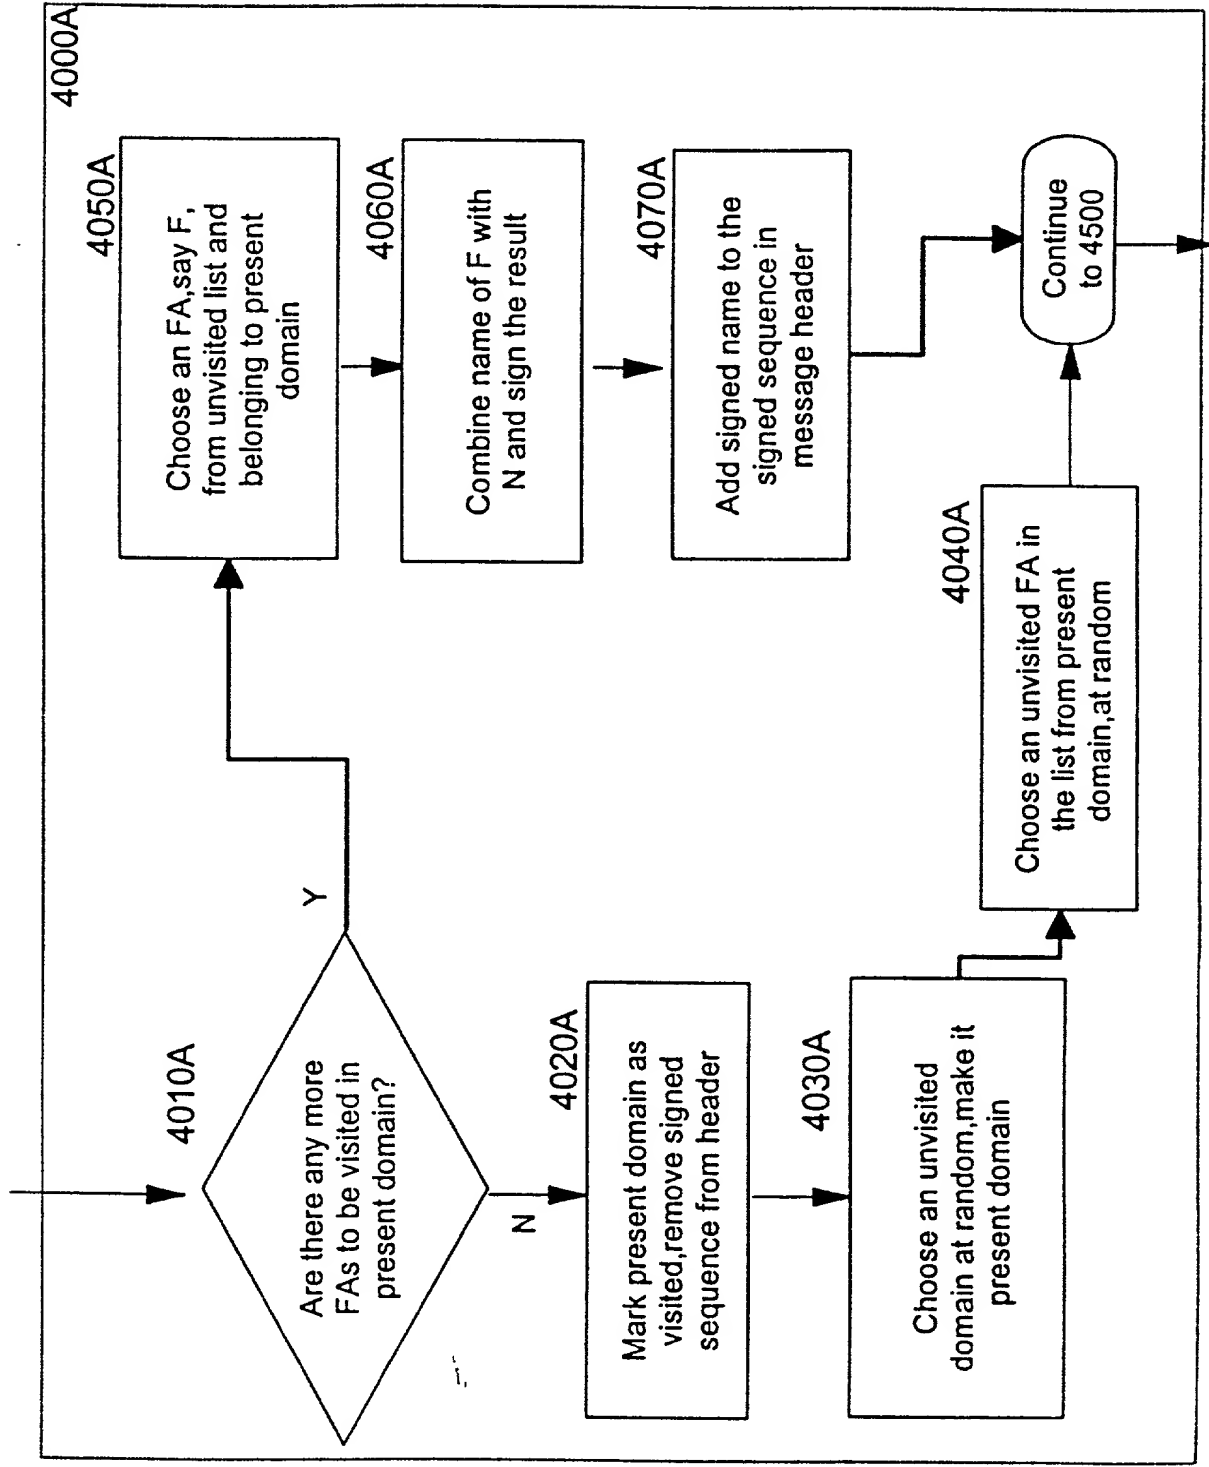 4000A
4010A
Are there any more
FAs to be visited in
present domain?
Y
N
4020A
Mark present domain as
visited,remove signed
sequence from header
4030A
Choose an unvisited
domain at random,make it
present domain
4040A
Choose an unvisited FA in
the list from present
domain,at random
4050A
Choose an FA,say F,
from unvisited list and
belonging to present
domain
4060A
Combine name of F with
N and sign the result
4070A
Add signed name to the
signed sequence in
message header
Continue
to 4500